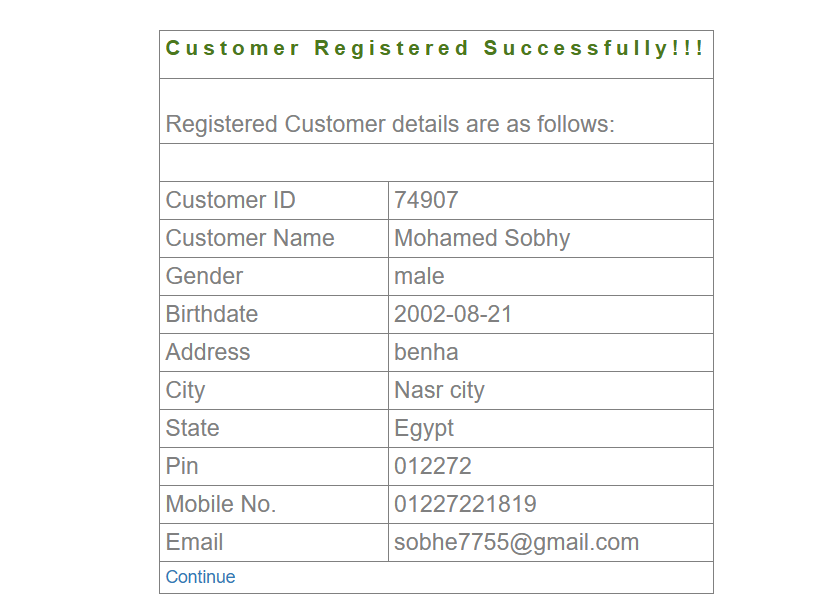 Customer Registered Successfully!!!
Registered Customer details are as follows:
Customer ID 74907
Customer Name Mohamed Sobhy
Gender male
Birthdate 2002-08-21
Address benha
City Nasr city
State Egypt
Pin 012272
Mobile No. 01227221819
Email sobhe7755@gmail.com
Continue